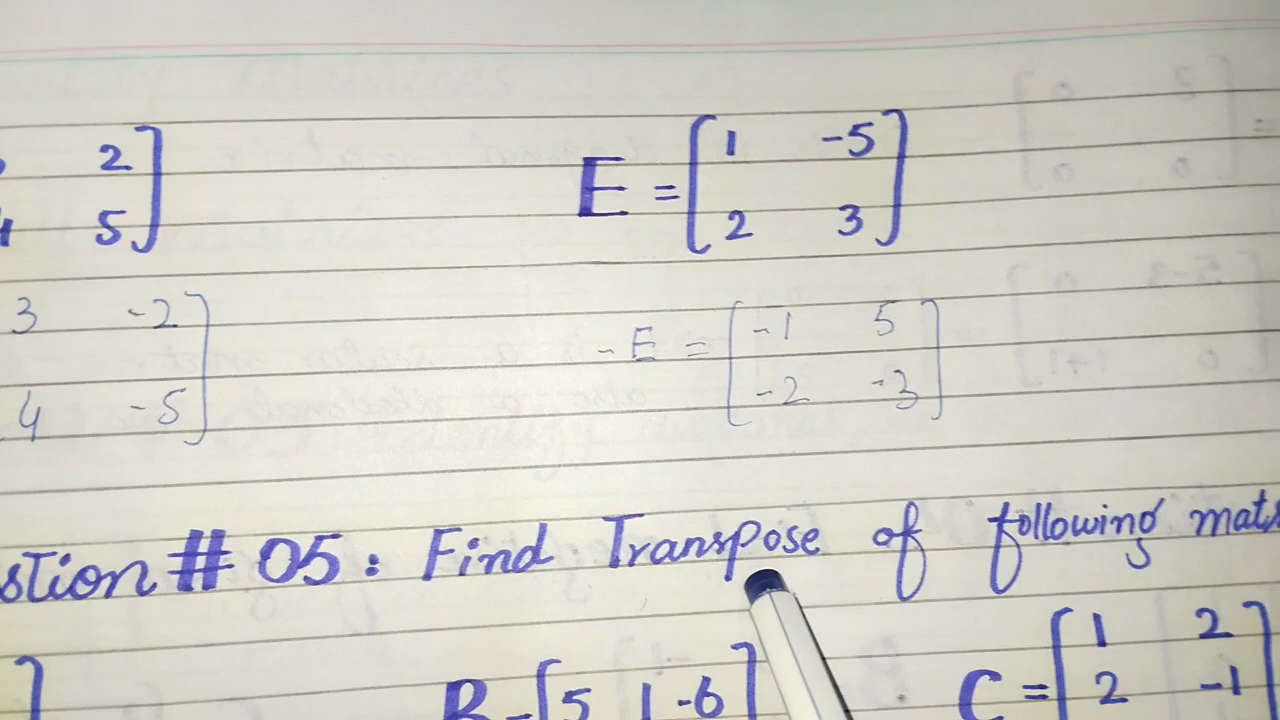 2] E = [1 -5
5] 2 3]
3 -2] - E = [-1 5
4 -5] -2 -3]
stion # 05: Find Transpose of following mat
] B = [5 1 -6] C = [1 2]
2 -1